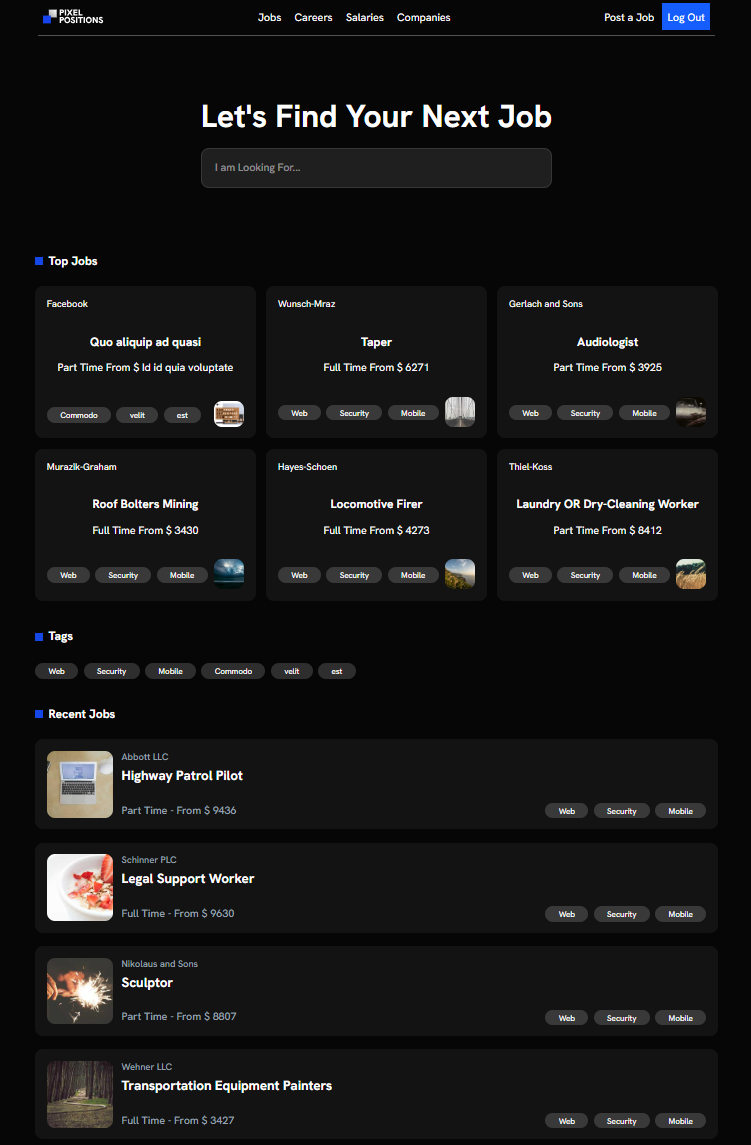 PIXEL
POSITIONS
Jobs Careers Salaries Companies
Post a Job Log Out
Let's Find Your Next Job
I am Looking For...
Top Jobs
Facebook
Quo aliquip ad quasi
Part Time From $ Id id quia voluptate
Commodo velit est
Wunsch-Mraz
Taper
Full Time From $ 6271
Web Security Mobile
Gerlach and Sons
Audiologist
Part Time From $ 3925
Web Security Mobile
Murazik-Graham
Roof Bolters Mining
Full Time From $ 3430
Web Security Mobile
Hayes-Schoen
Locomotive Firer
Full Time From $ 4273
Web Security Mobile
Thiel-Koss
Laundry OR Dry-Cleaning Worker
Part Time From $ 8412
Web Security Mobile
Tags
Web Security Mobile Commodo velit est
Recent Jobs
Abbott LLC
Highway Patrol Pilot
Part Time - From $ 9436
Web Security Mobile
Schinner PLC
Legal Support Worker
Full Time - From $ 9630
Web Security Mobile
Nikolaus and Sons
Sculptor
Part Time - From $ 8807
Web Security Mobile
Wehner LLC
Transportation Equipment Painters
Full Time - From $ 3427
Web Security Mobile